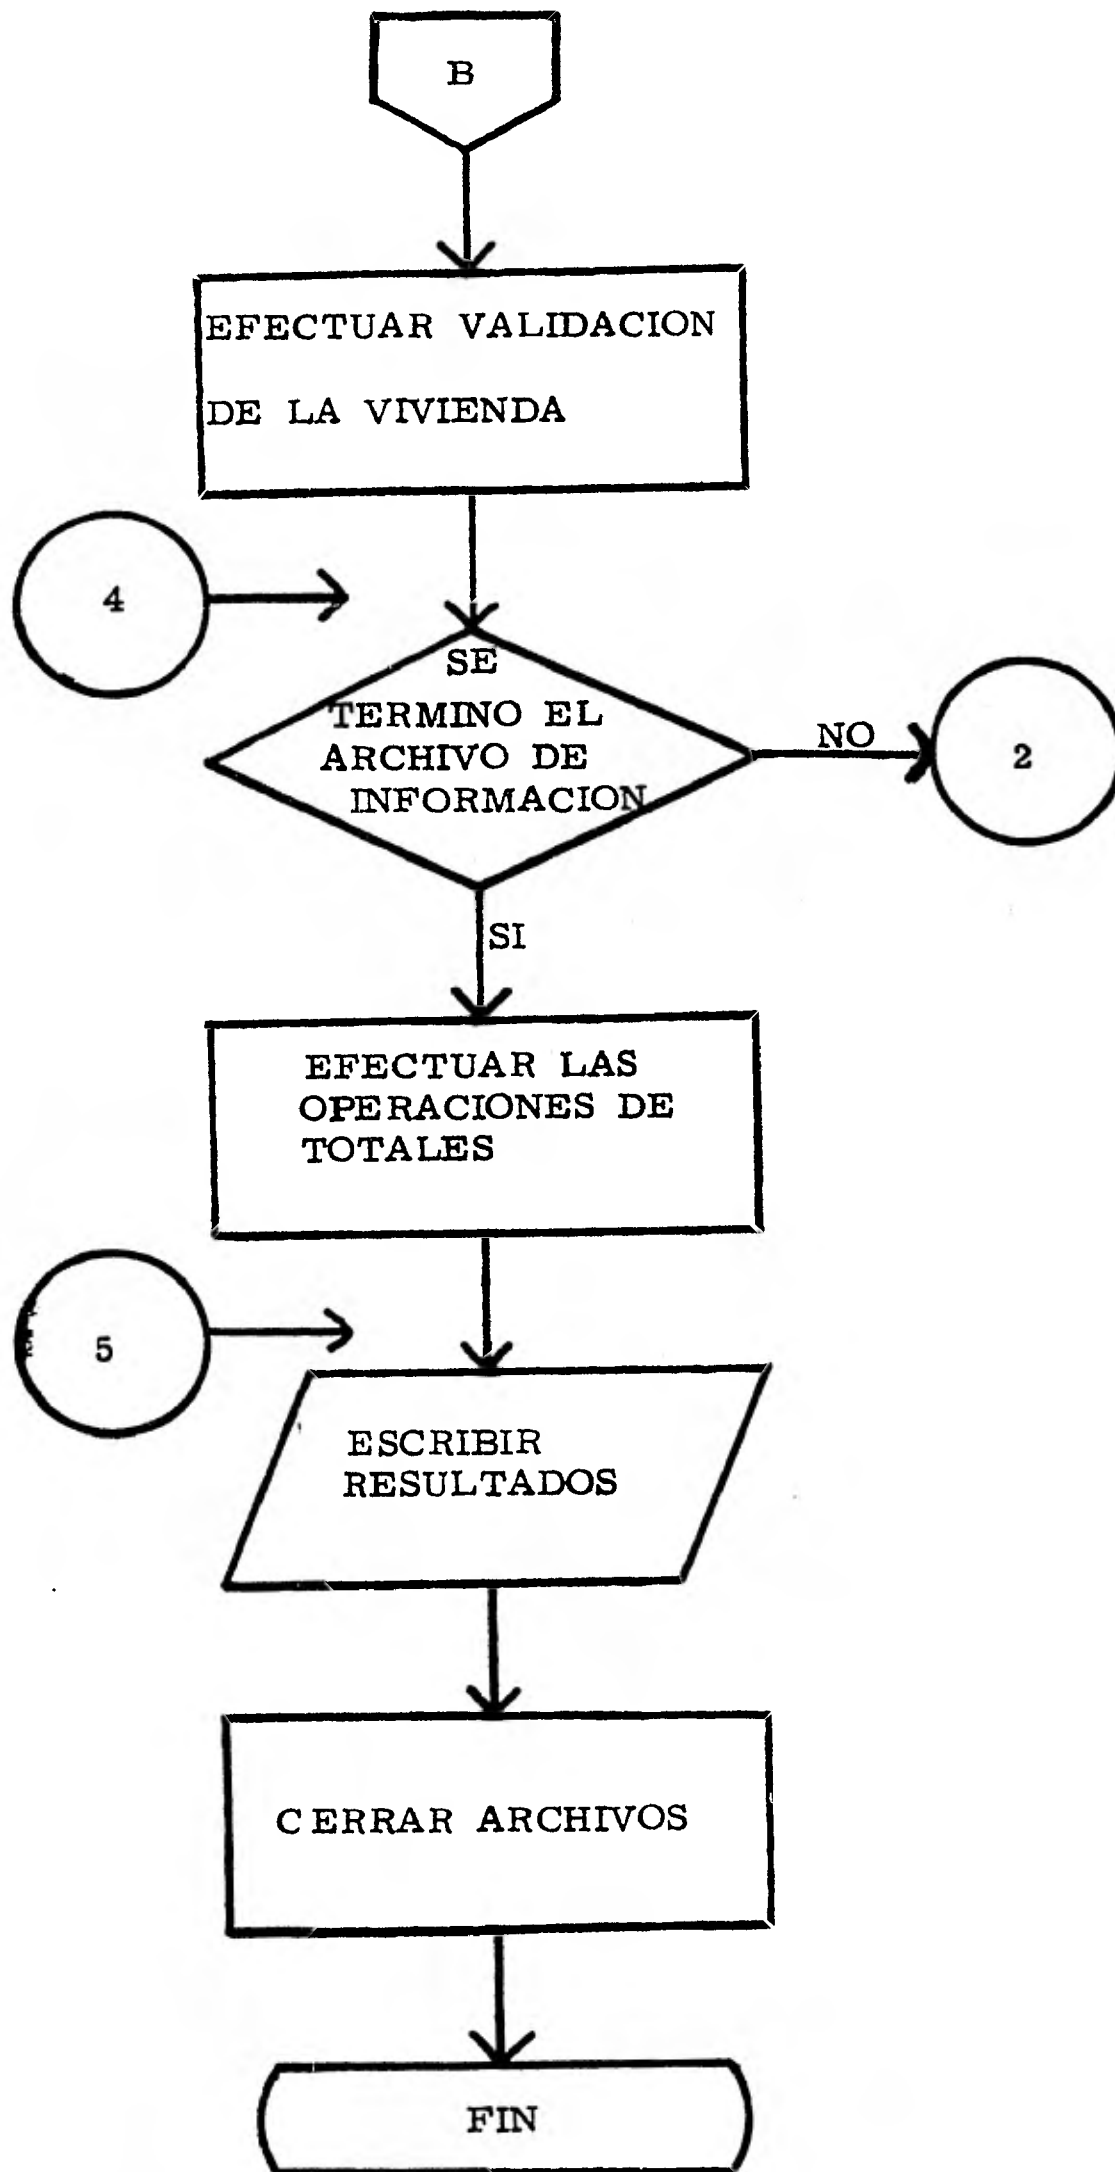 B
EFECTUAR VALIDACION
DE LA VIVIENDA
4
SE
TERMINO EL
ARCHIVO DE
INFORMACION
NO
2
SI
EFECTUAR LAS
OPERACIONES DE
TOTALES
5
ESCRIBIR
RESULTADOS
CERRAR ARCHIVOS
FIN